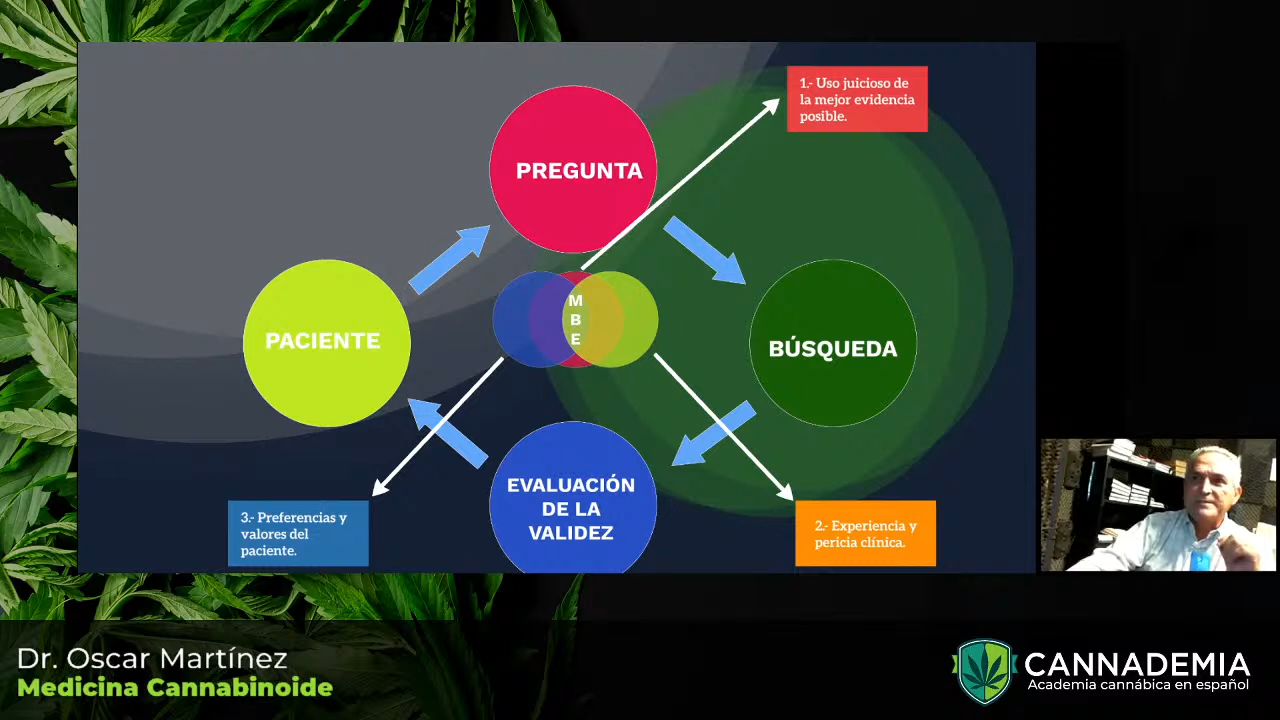 1.- Uso juicioso de
la mejor evidencia
posible.
PREGUNTA
M
B
E
PACIENTE
BÚSQUEDA
EVALUACIÓN
DE LA
VALIDEZ
3.- Preferencias y
valores del
paciente.
2.- Experiencia y
pericia clínica.
Dr. Oscar Martínez
Medicina Cannabinoide
CANNADEMIA
Academia cannábica en español